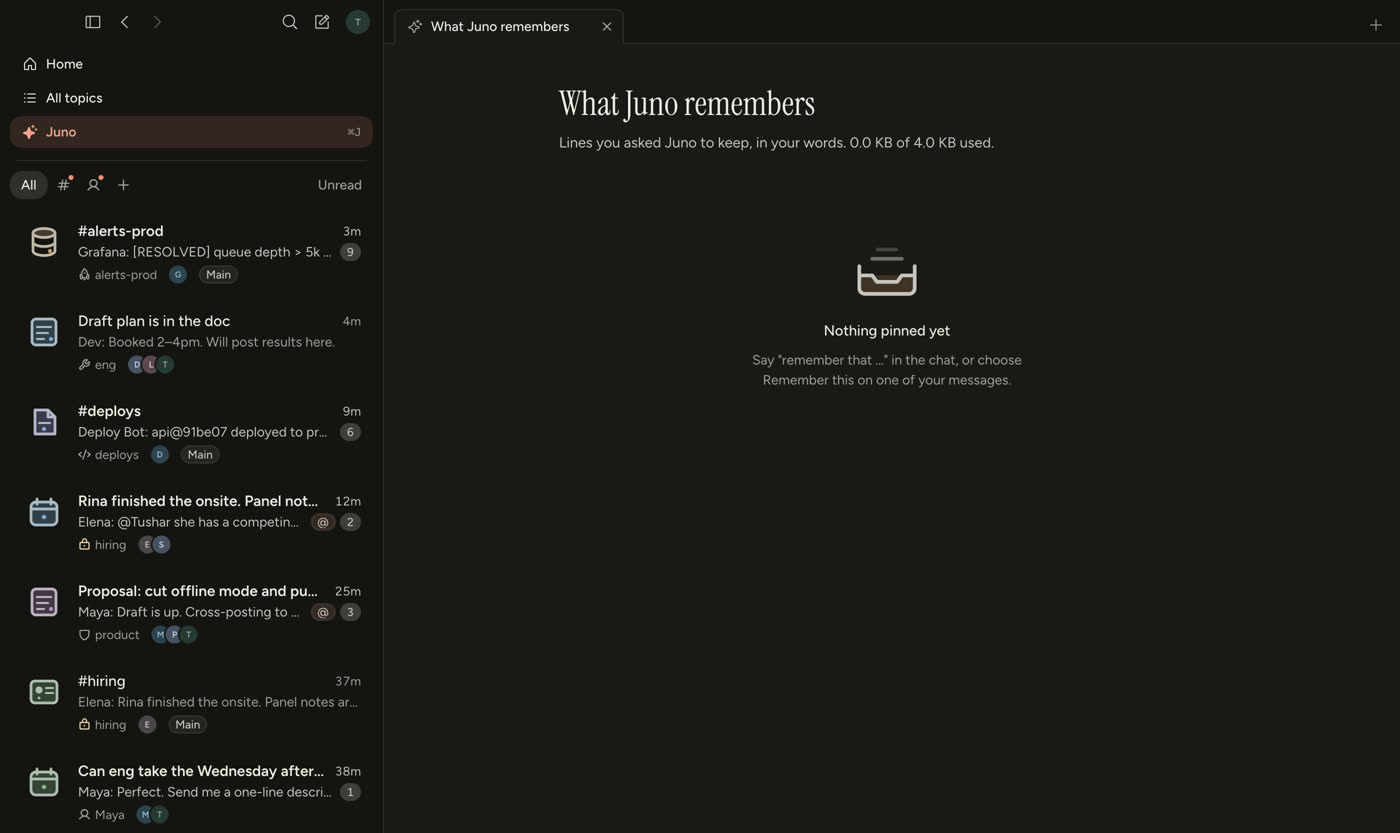 T
Home
All topics
Juno ⌘J
All # Unread
#alerts-prod 3m
Grafana: [RESOLVED] queue depth > 5k ... 9
alerts-prod G Main
Draft plan is in the doc 4m
Dev: Booked 2–4pm. Will post results here.
eng D L T
#deploys 9m
Deploy Bot: api@91be07 deployed to pr... 6
deploys D Main
Rina finished the onsite. Panel not... 12m
Elena: @Tushar she has a competin... @ 2
hiring E S
Proposal: cut offline mode and pu... 25m
Maya: Draft is up. Cross-posting to ... @ 3
product M P T
#hiring 37m
Elena: Rina finished the onsite. Panel notes ar...
hiring E Main
Can eng take the Wednesday after... 38m
Maya: Perfect. Send me a one-line descri... 1
Maya M T
What Juno remembers
What Juno remembers
Lines you asked Juno to keep, in your words. 0.0 KB of 4.0 KB used.
Nothing pinned yet
Say "remember that ..." in the chat, or choose
Remember this on one of your messages.